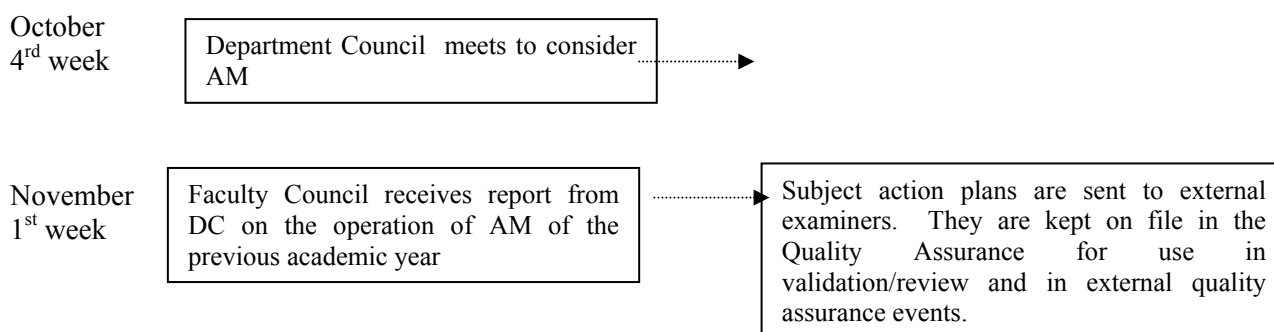 October
4rd week
Department Council meets to consider
AM
November
1st week
Faculty Council receives report from
DC on the operation of AM of the
previous academic year
Subject action plans are sent to external
examiners. They are kept on file in the
Quality Assurance for use in
validation/review and in external quality
assurance events.